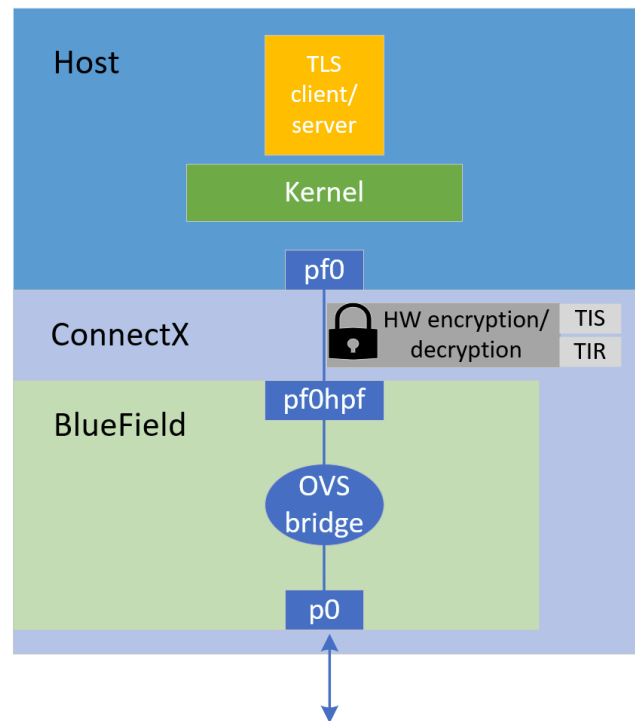 Host
TLS
client/
server
Kernel
pf0
ConnectX
HW encryption/
decryption
TIS
TIR
pf0hpf
BlueField
OVS
bridge
p0